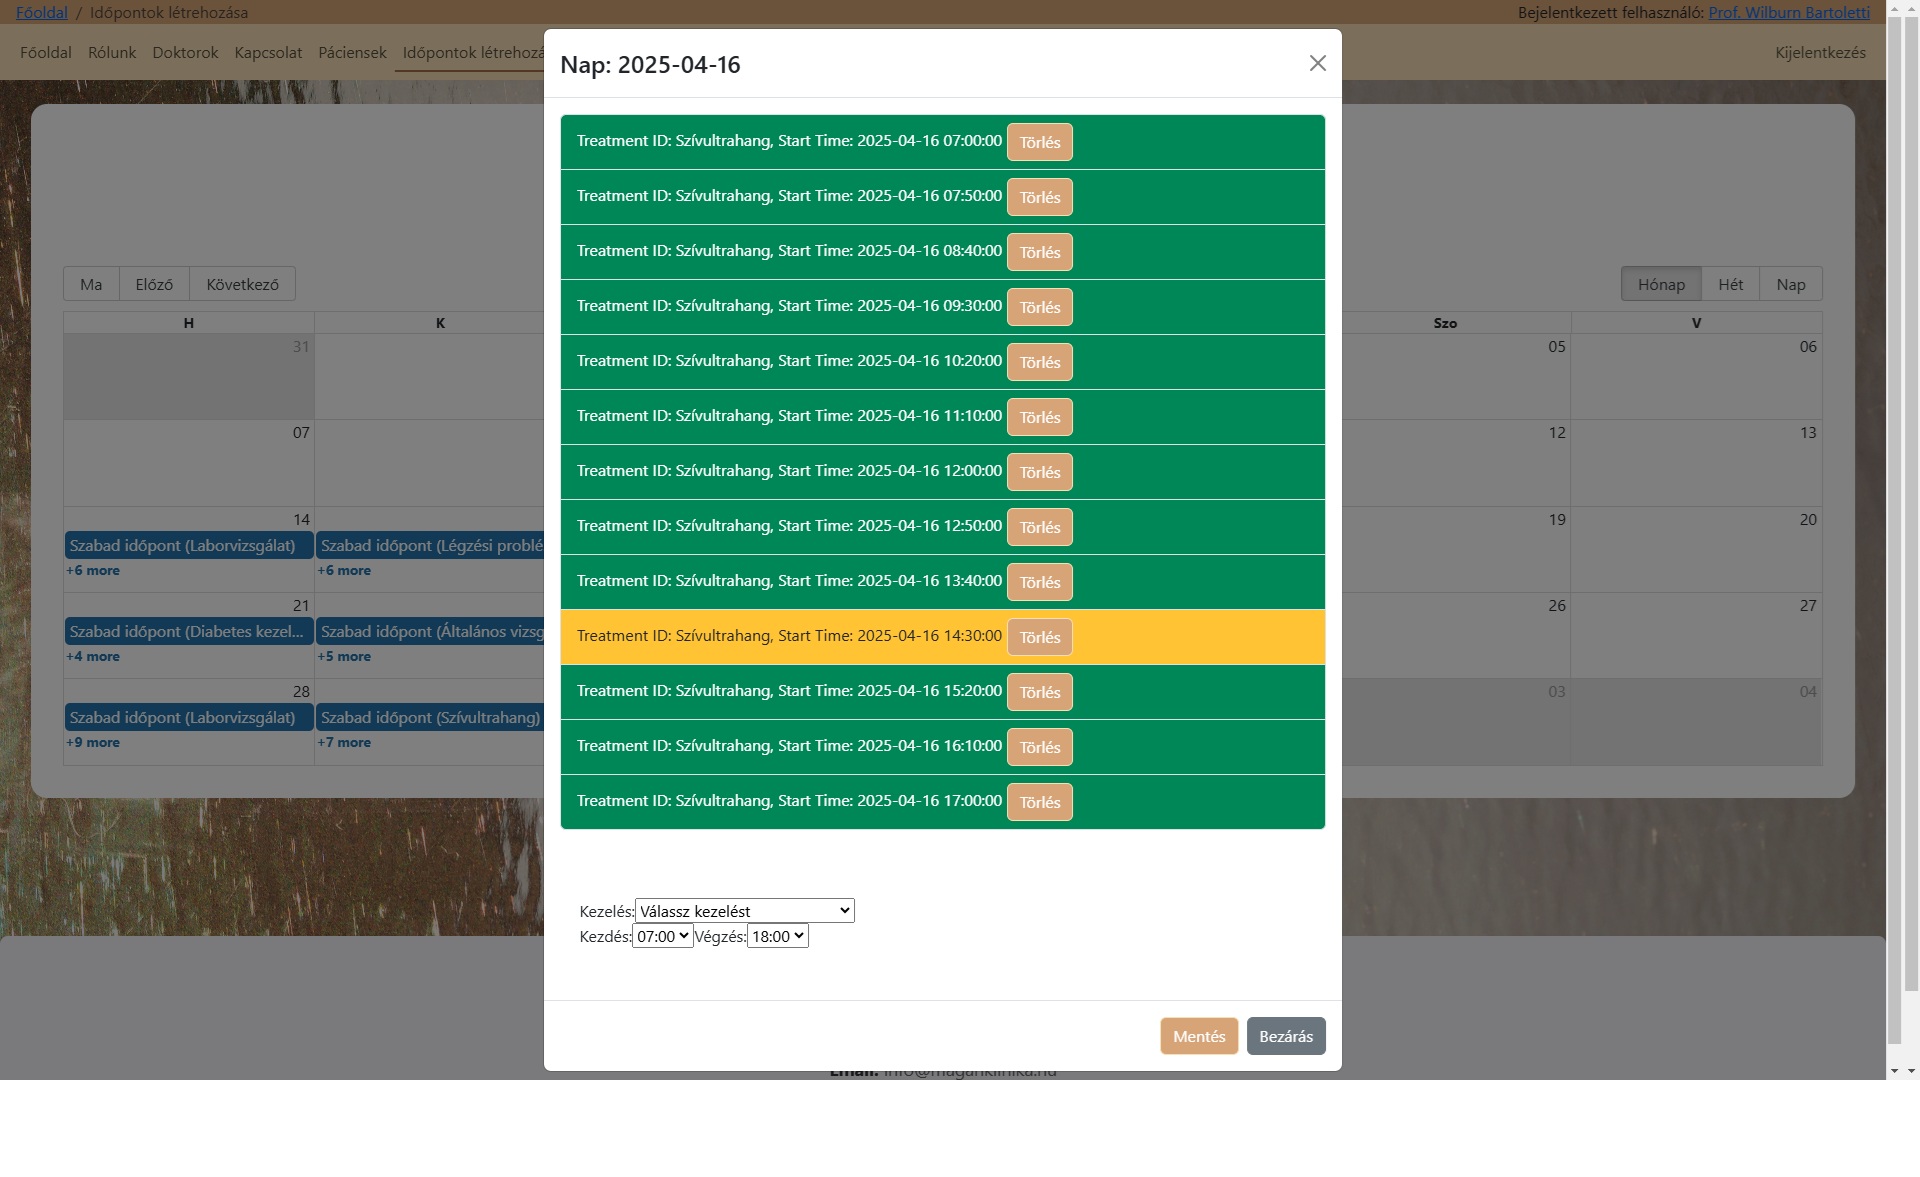 Főoldal / Időpontok létrehozása
Bejelentkezett felhasználó: Prof. Wilburn Bartoletti
Főoldal Rólunk Doktorok Kapcsolat Páciensek Időpontok létrehozá
Kijelentkezés
Nap: 2025-04-16
Treatment ID: Szívultrahang, Start Time: 2025-04-16 07:00:00 Törlés
Treatment ID: Szívultrahang, Start Time: 2025-04-16 07:50:00 Törlés
Treatment ID: Szívultrahang, Start Time: 2025-04-16 08:40:00 Törlés
Treatment ID: Szívultrahang, Start Time: 2025-04-16 09:30:00 Törlés
Treatment ID: Szívultrahang, Start Time: 2025-04-16 10:20:00 Törlés
Treatment ID: Szívultrahang, Start Time: 2025-04-16 11:10:00 Törlés
Treatment ID: Szívultrahang, Start Time: 2025-04-16 12:00:00 Törlés
Treatment ID: Szívultrahang, Start Time: 2025-04-16 12:50:00 Törlés
Treatment ID: Szívultrahang, Start Time: 2025-04-16 13:40:00 Törlés
Treatment ID: Szívultrahang, Start Time: 2025-04-16 14:30:00 Törlés
Treatment ID: Szívultrahang, Start Time: 2025-04-16 15:20:00 Törlés
Treatment ID: Szívultrahang, Start Time: 2025-04-16 16:10:00 Törlés
Treatment ID: Szívultrahang, Start Time: 2025-04-16 17:00:00 Törlés
Kezelés: Válassz kezelést
Kezdés: 07:00 Végzés: 18:00
Mentés Bezárás
Ma Előző Következő
Hónap Hét Nap
H K Szo V
31 05 06
07 12 13
14 19 20
Szabad időpont (Laborvizsgálat) Szabad időpont (Légzési problé
+6 more +6 more
21 26 27
Szabad időpont (Diabetes kezel... Szabad időpont (Általános vizsg
+4 more +5 more
28 03 04
Szabad időpont (Laborvizsgálat) Szabad időpont (Szívultrahang)
+9 more +7 more
Email: info@maganklinika.hu